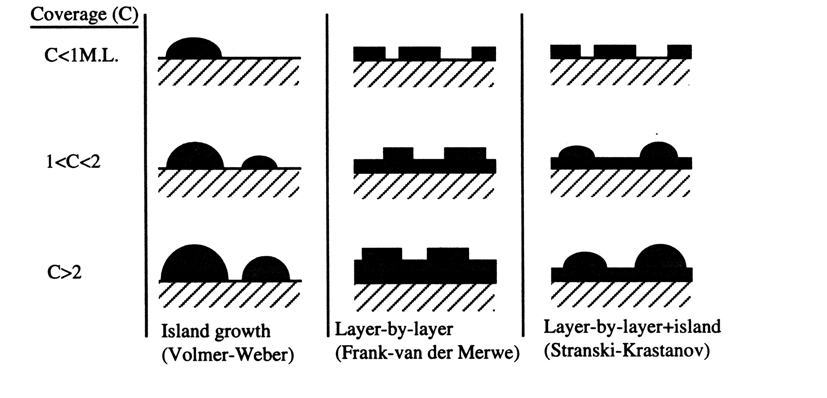 Coverage (C)
C<1M.L.
1<C<2
C>2
Island growth
(Volmer-Weber)
Layer-by-layer
(Frank-van der Merwe)
Layer-by-layer+island
(Stranski-Krastanov)